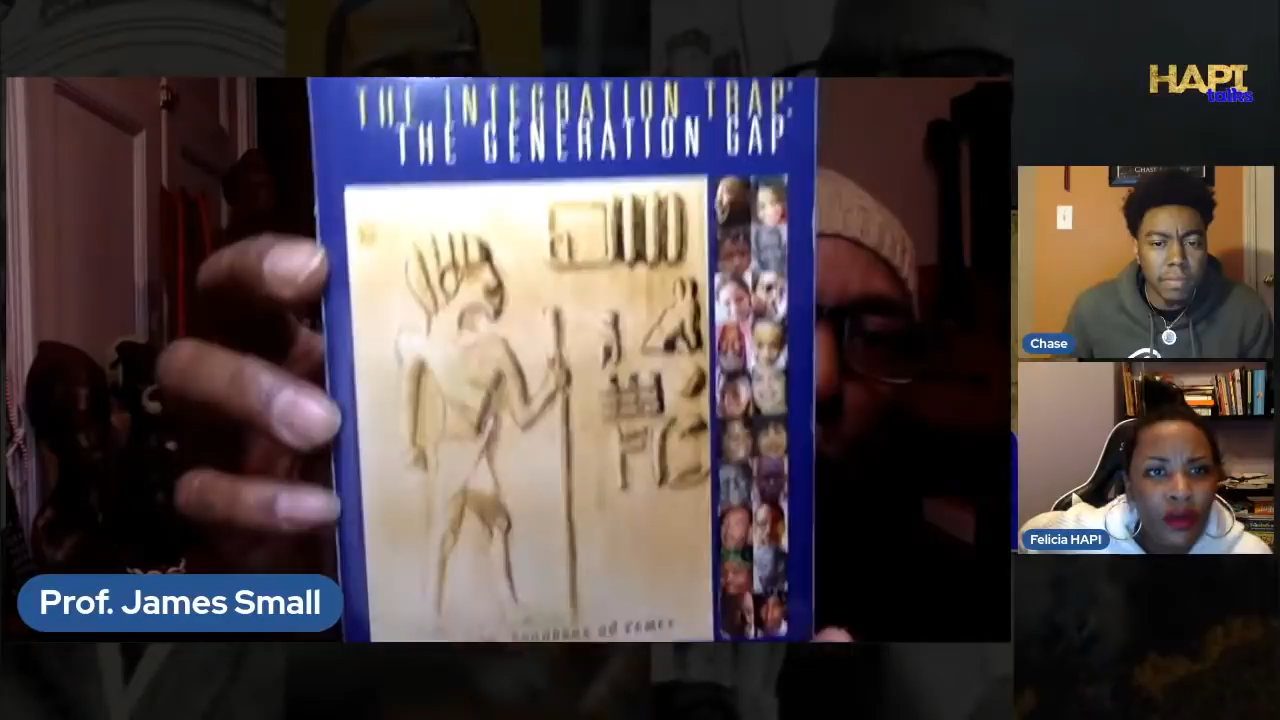 THE INTEGRATION TRAP:
THE GENERATION GAP
HAPI
talks
Chase
Felicia HAPI
Prof. James Small